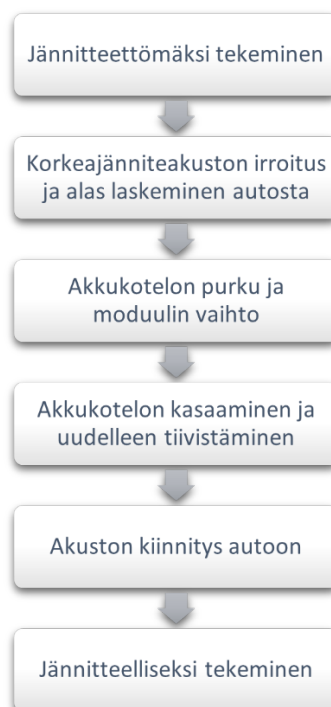 Jännitteettömäksi tekeminen
Korkeajänniteakuston irroitus
ja alas laskeminen autosta
Akkukotelon purku ja
moduulin vaihto
Akkukotelon kasaaminen ja
uudelleen tiivistäminen
Akuston kiinnitys autoon
Jännitteelliseksi tekeminen